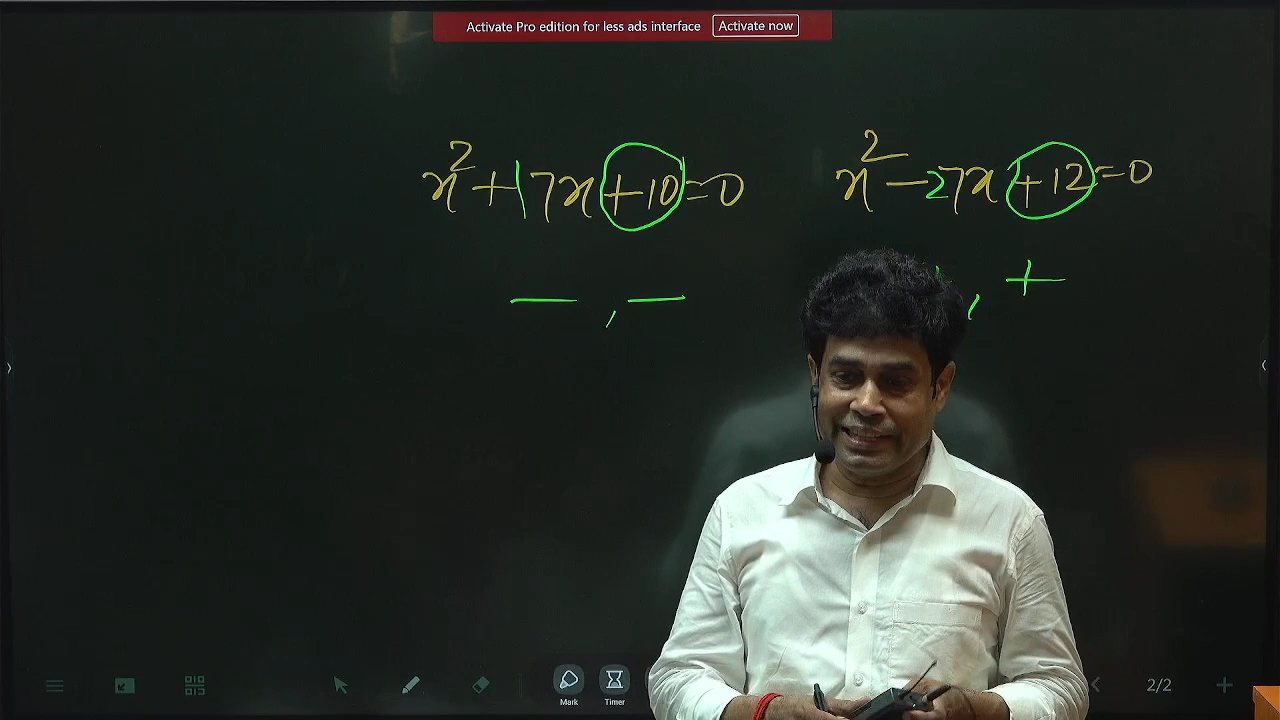 Activate Pro edition for less ads interface Activate now
x² + 17x + 10 = 0
x² - 27x + 12 = 0
— , —
, +
Mark
Timer
2/2